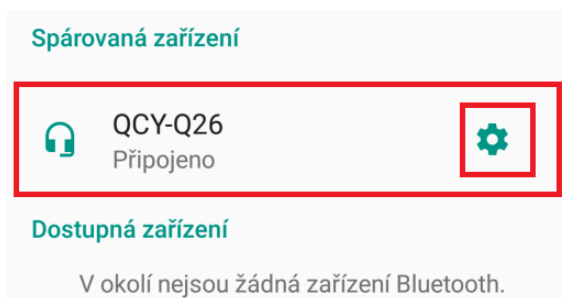 Spárovaná zařízení
QCY-Q26
Připojeno
Dostupná zařízení
V okolí nejsou žádná zařízení Bluetooth.